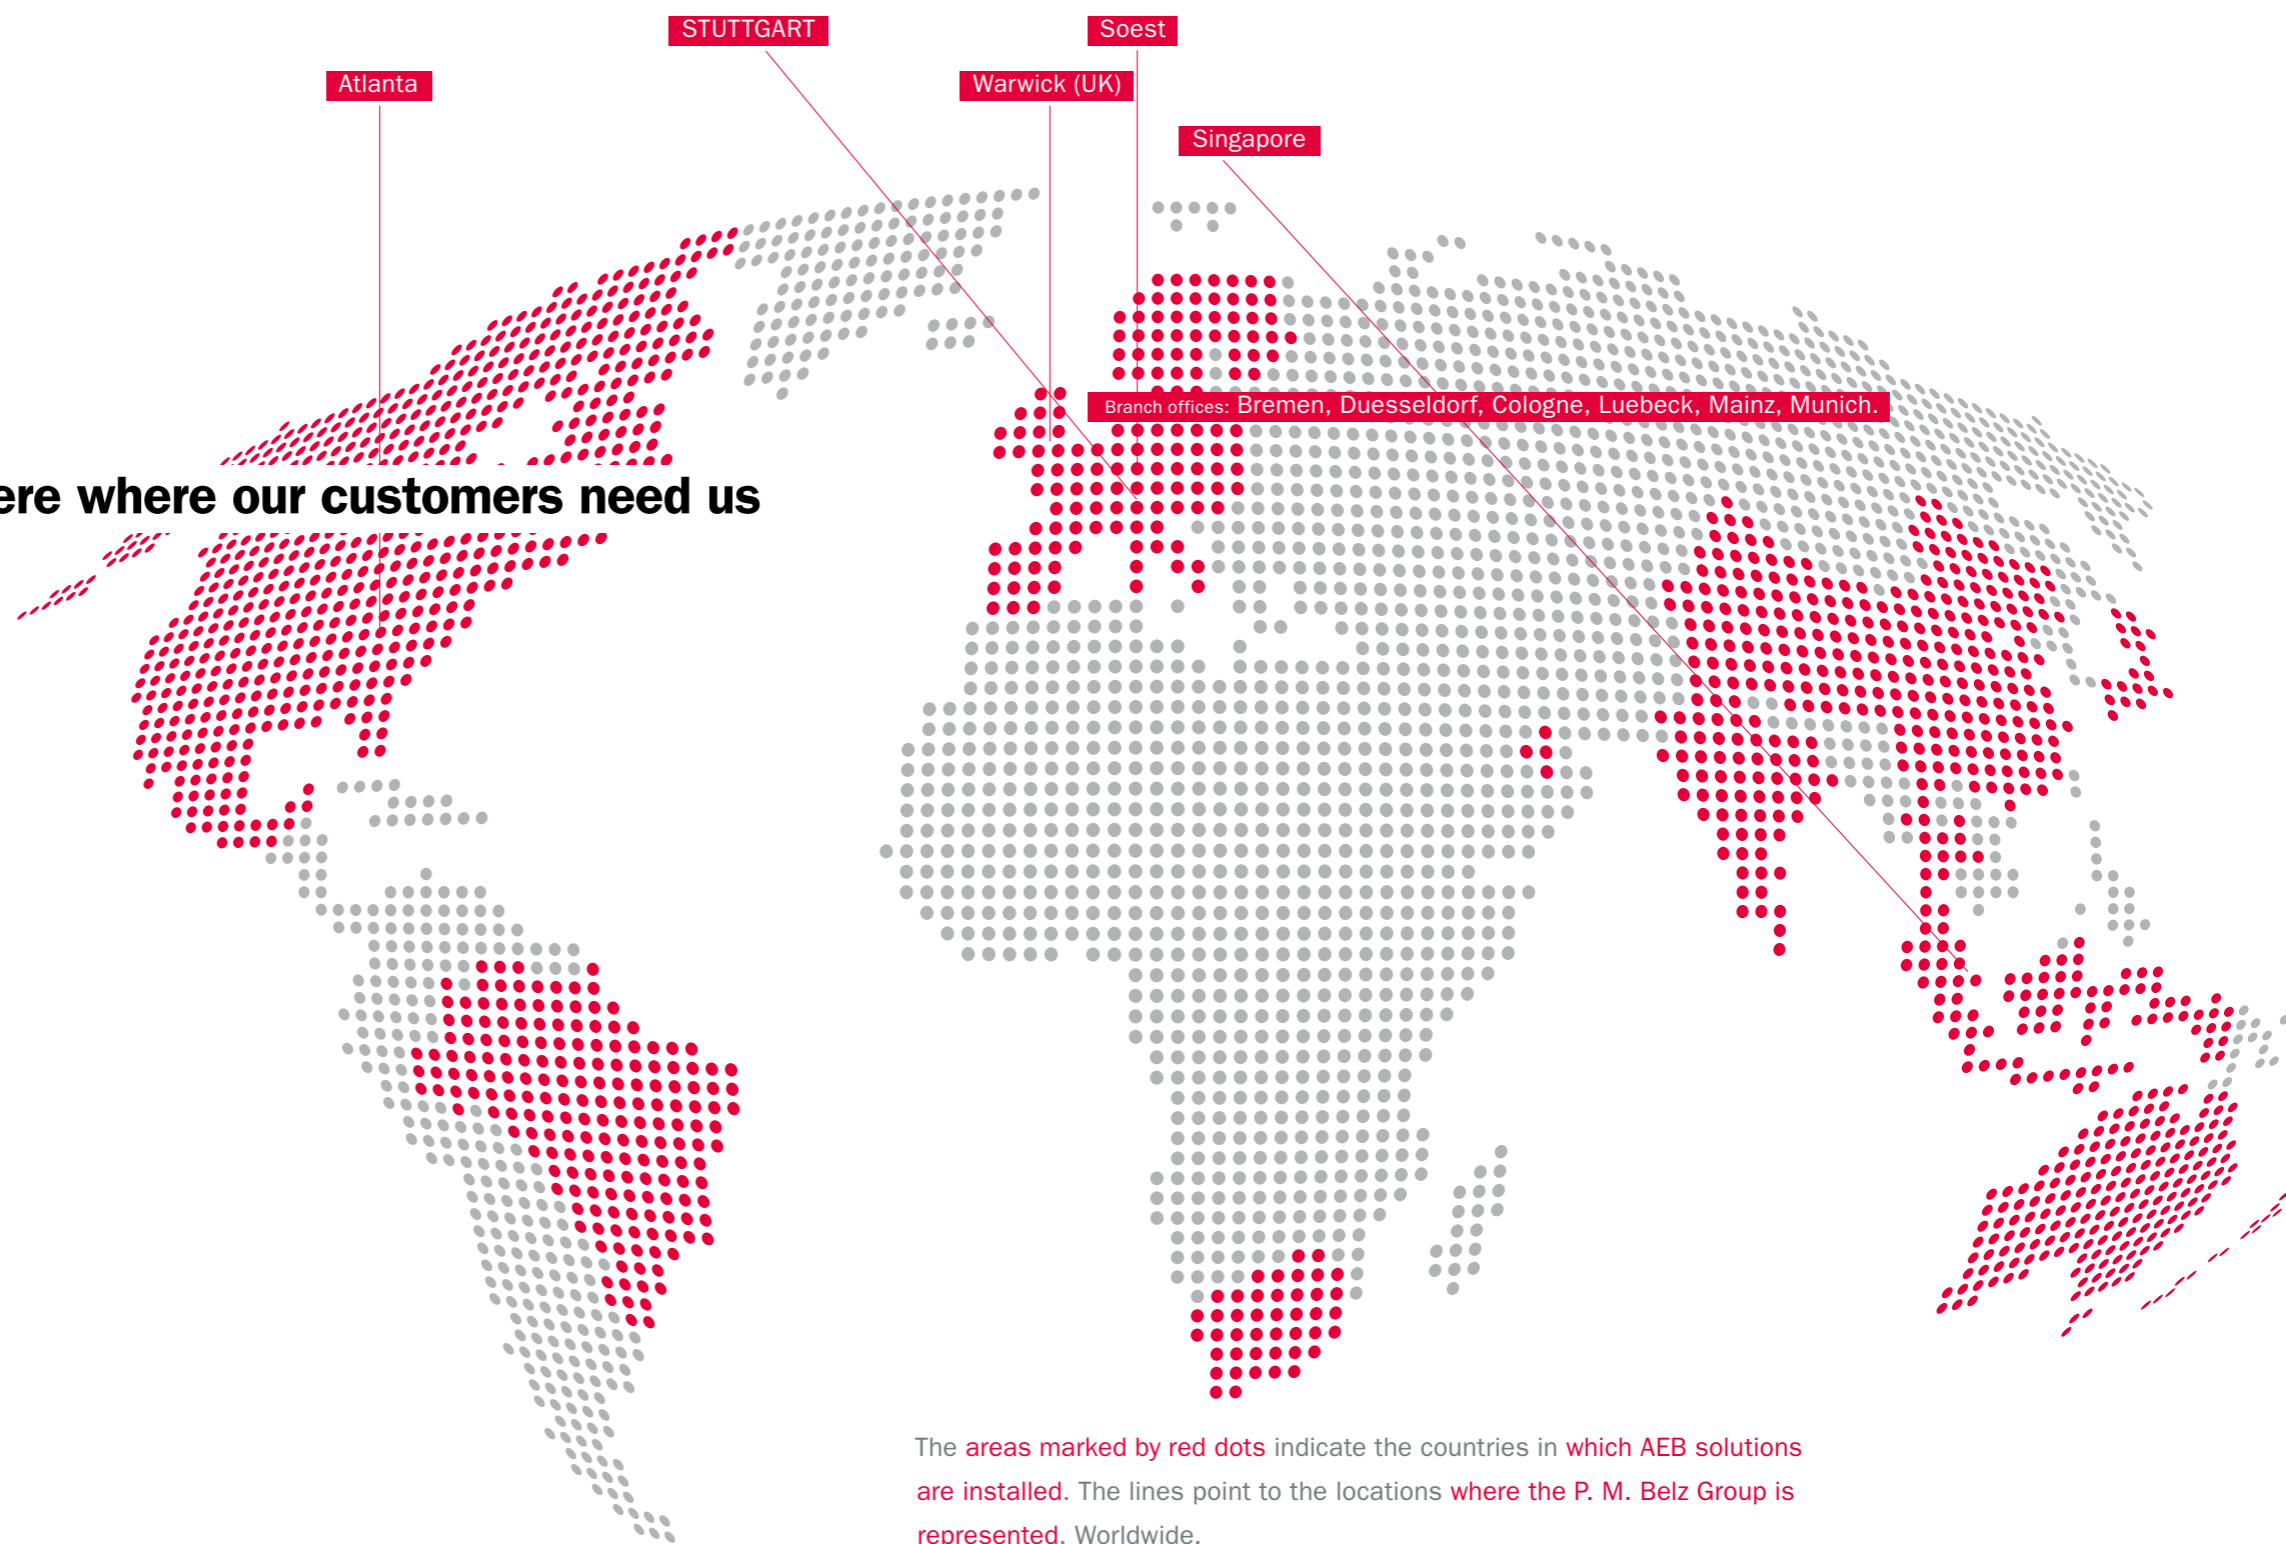 STUTTGART
Soest
Atlanta
Warwick (UK)
Singapore
Branch offices: Bremen, Duesseldorf, Cologne, Luebeck, Mainz, Munich.
where our customers need us
The areas marked by red dots indicate the countries in which AEB solutions
are installed. The lines point to the locations where the P. M. Belz Group is
represented. Worldwide.